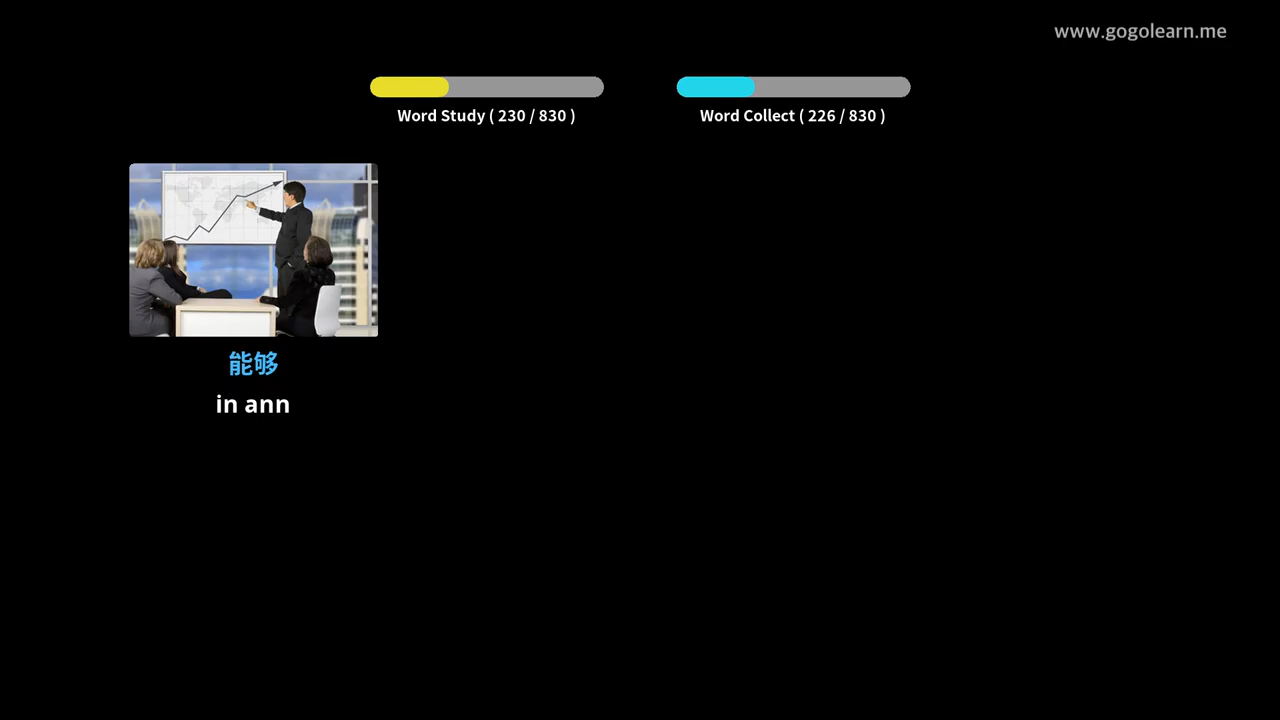 www.gogolearn.me
Word Study ( 230 / 830 )
Word Collect ( 226 / 830 )
能够
in ann